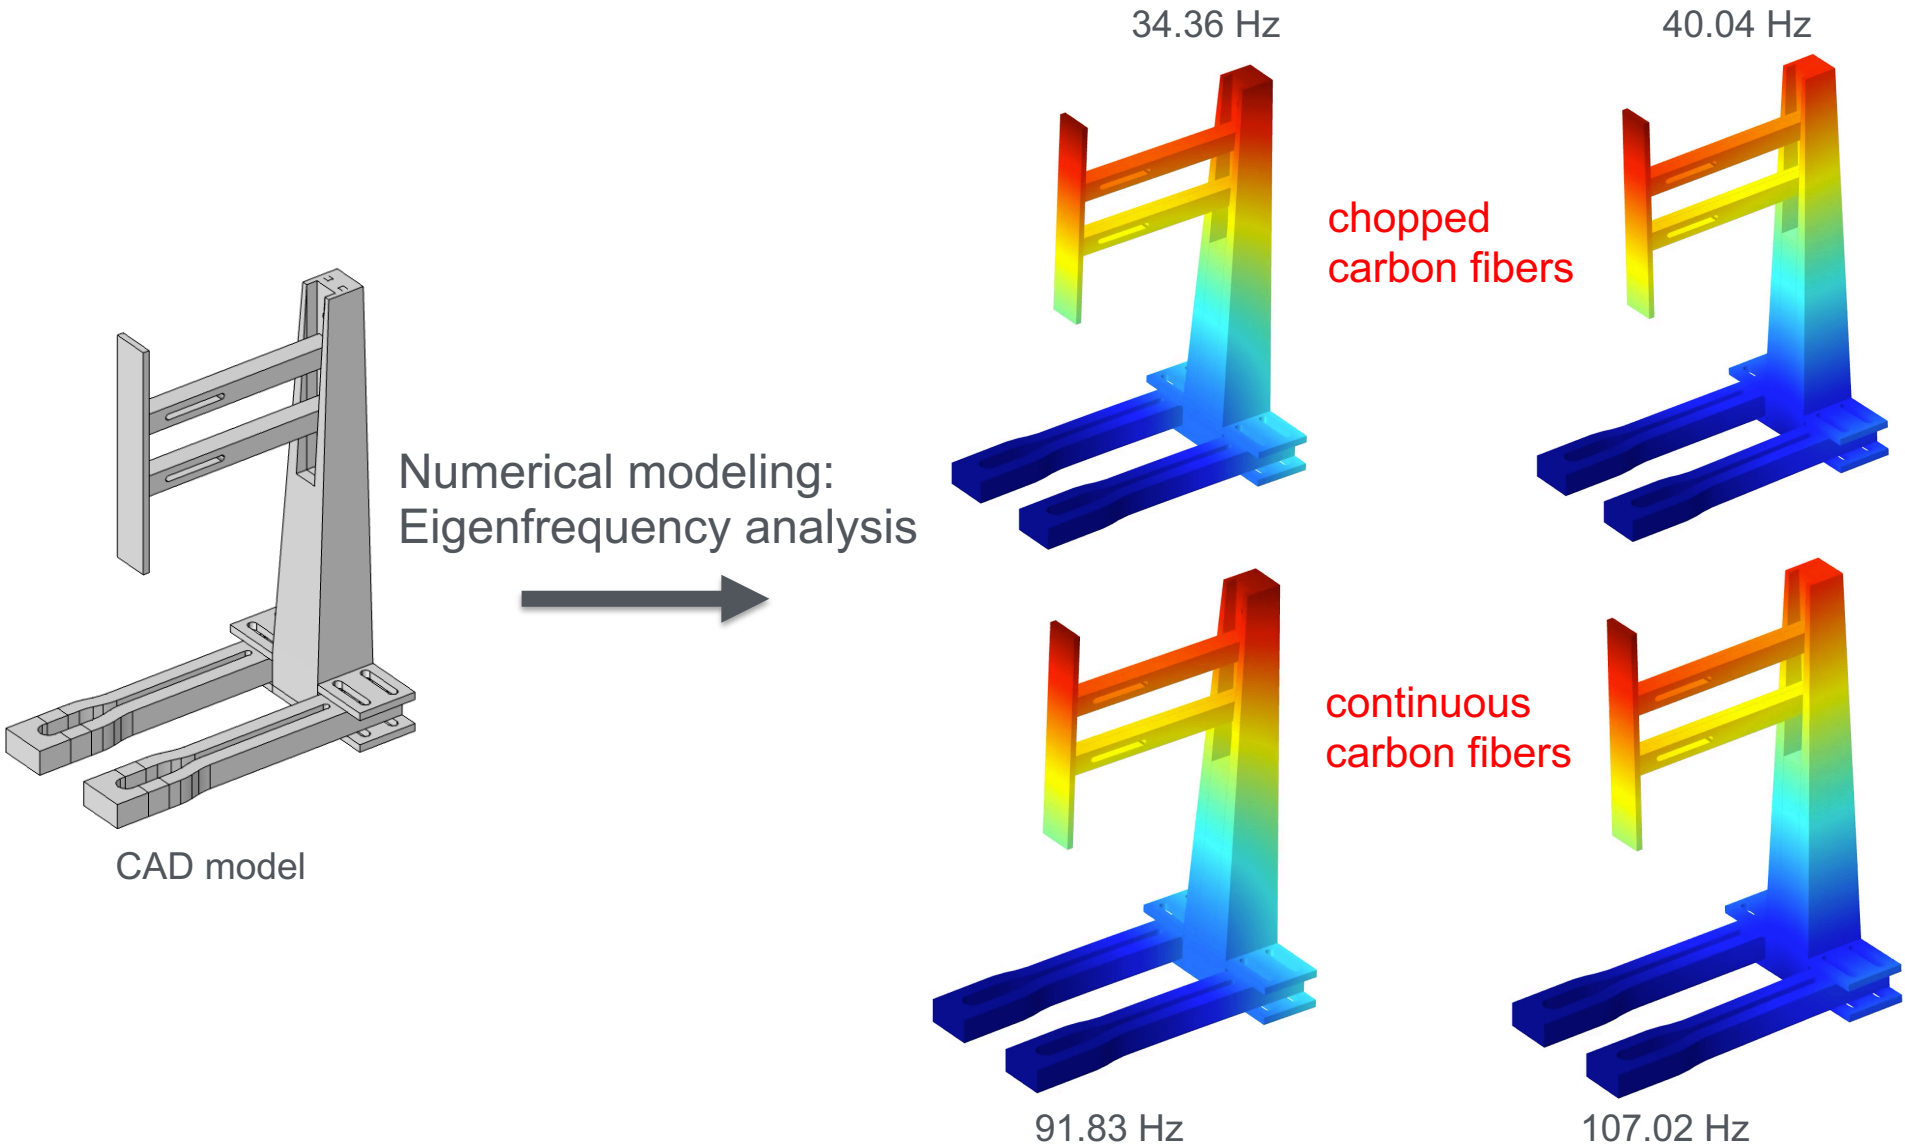 34.36 Hz
40.04 Hz
chopped
carbon fibers
Numerical modeling:
Eigenfrequency analysis
continuous
carbon fibers
CAD model
91.83 Hz
107.02 Hz